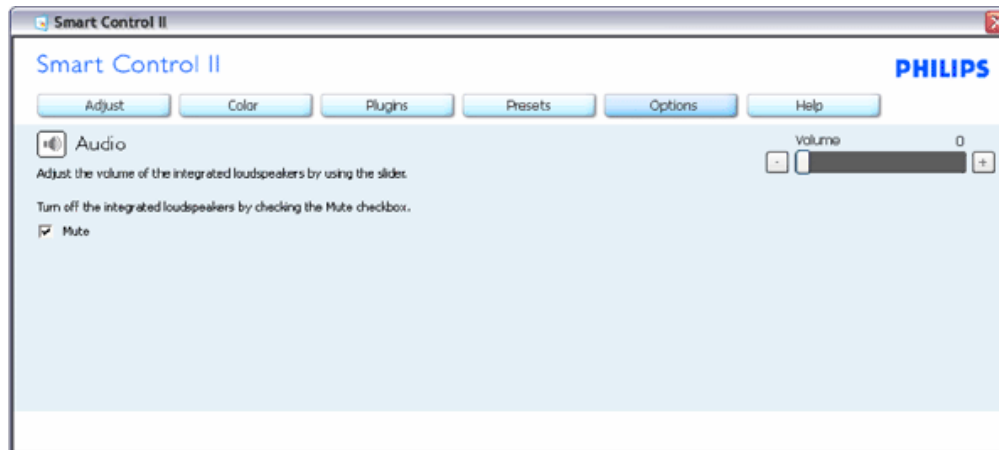 Smart Control II
Smart Control II
PHILIPS
Adjust Color Plugins Presets Options Help
Audio
Volume 0
- +
Adjust the volume of the integrated loudspeakers by using the slider.
Turn off the integrated loudspeakers by checking the Mute checkbox.
Mute